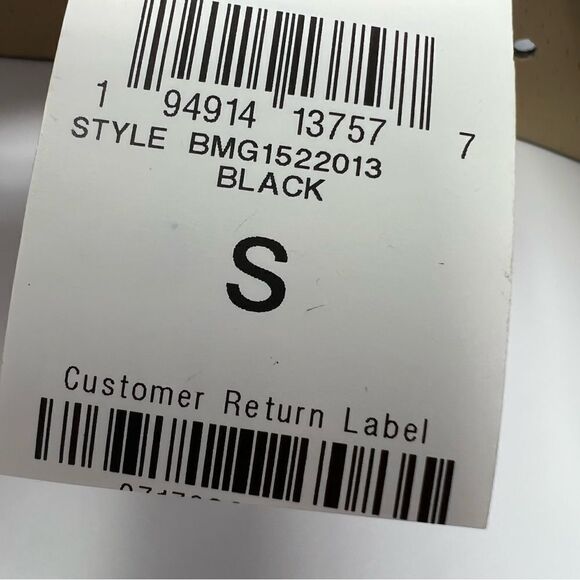 1 94914 13757 7
STYLE BMG1522013
BLACK
S
Customer Return Label